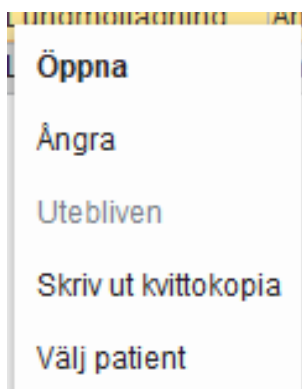 Öppna
Ångra
Utebliven
Skriv ut kvittokopia
Välj patient